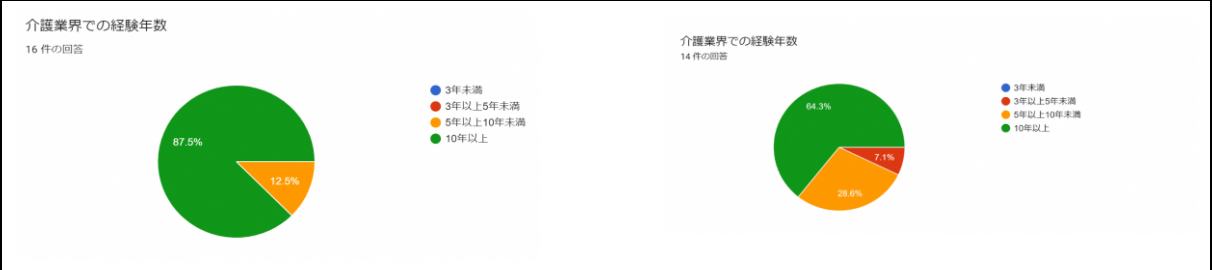 介護業界での経験年数
16 件の回答
3年未満
3年以上5年未満
5年以上10年未満
10年以上
87.5%
12.5%
介護業界での経験年数
14 件の回答
3年未満
3年以上5年未満
5年以上10年未満
10年以上
64.3%
7.1%
28.6%